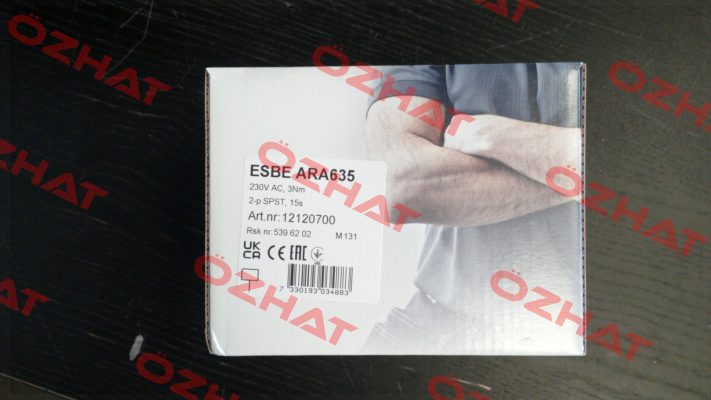 ÖZHAT
ÖZHAT
ÖZHAT
ESBE ARA635
230V AC, 3Nm
2-p SPST, 15s
Art.nr:12120700
Rsk nr: 539 62 02 M131
UK
CA CE EAC
7 330193 034883
ÖZHAT
ÖZHAT
ÖZHAT
ÖZHAT
ÖZHAT
ÖZHAT
ÖZHAT